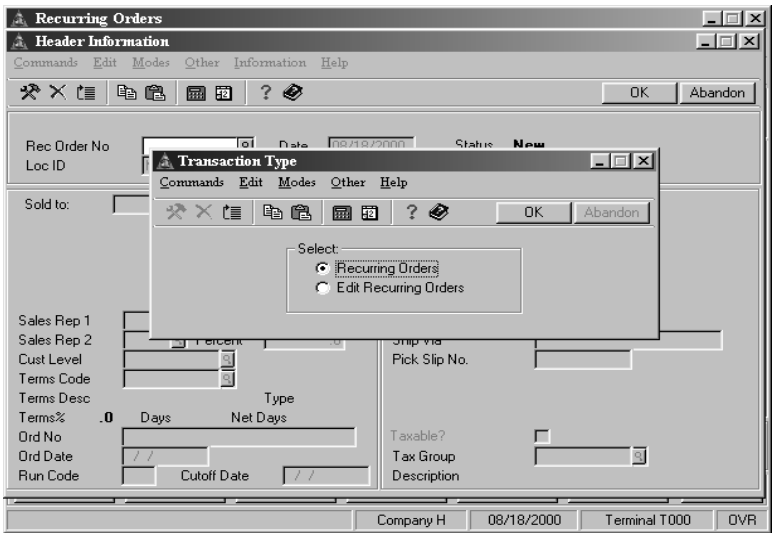 Recurring Orders
Header Information
Commands Edit Modes Other Information Help
OK Abandon
Rec Order No Date 08/18/2000 Status New
Loc ID
Transaction Type
Commands Edit Modes Other Help
OK Abandon
Sold to:
Select:
Recurring Orders
Edit Recurring Orders
Sales Rep 1
Sales Rep 2 Percent .0 Ship Via
Cust Level Pick Slip No.
Terms Code
Terms Desc Type
Terms% .0 Days Net Days
Ord No Taxable?
Ord Date / / Tax Group
Run Code Cutoff Date / / Description
Company H 08/18/2000 Terminal T000 OVR